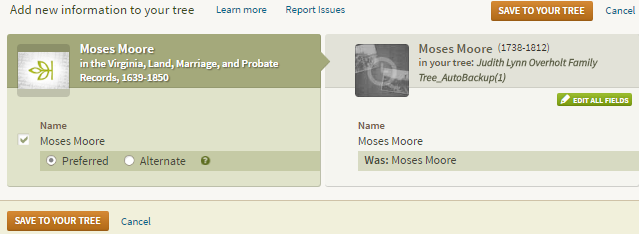 Add new information to your tree
Learn more
Report Issues
SAVE TO YOUR TREE
Cancel
Moses Moore
in the Virginia, Land, Marriage, and Probate
Records, 1639-1850
Moses Moore (1738-1812)
in your tree: Judith Lynn Overholt Family
Tree_AutoBackup(1)
EDIT ALL FIELDS
Name
Moses Moore
Preferred
Alternate
?
Name
Moses Moore
Was: Moses Moore
SAVE TO YOUR TREE
Cancel